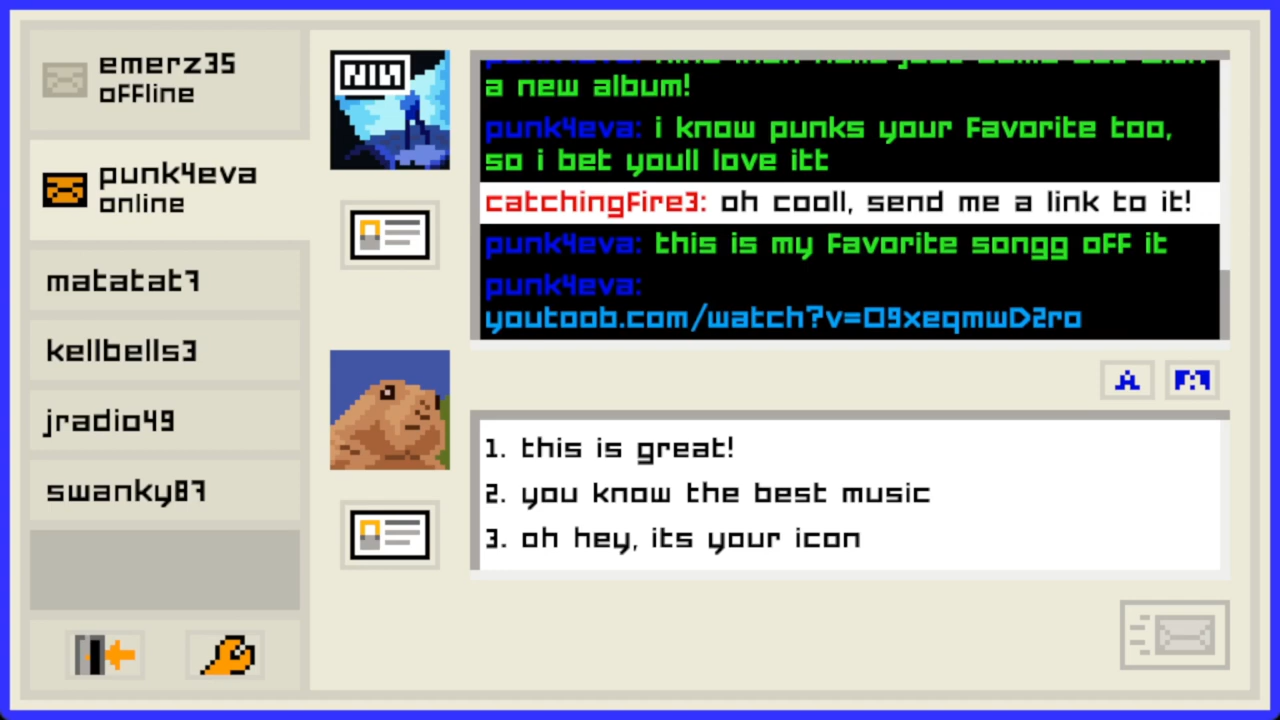 emerz35
offline
punk4eva
online
matatat7
kellbells3
jradio49
swanky87
NIN
a new album!
punk4eva: i know punks your favorite too,
so i bet youll love itt
catchingfire3: oh cooll, send me a link to it!
punk4eva: this is my favorite songg off it
punk4eva:
youtoob.com/watch?v=O9xeqmwD2ro
A
1. this is great!
2. you know the best music
3. oh hey, its your icon